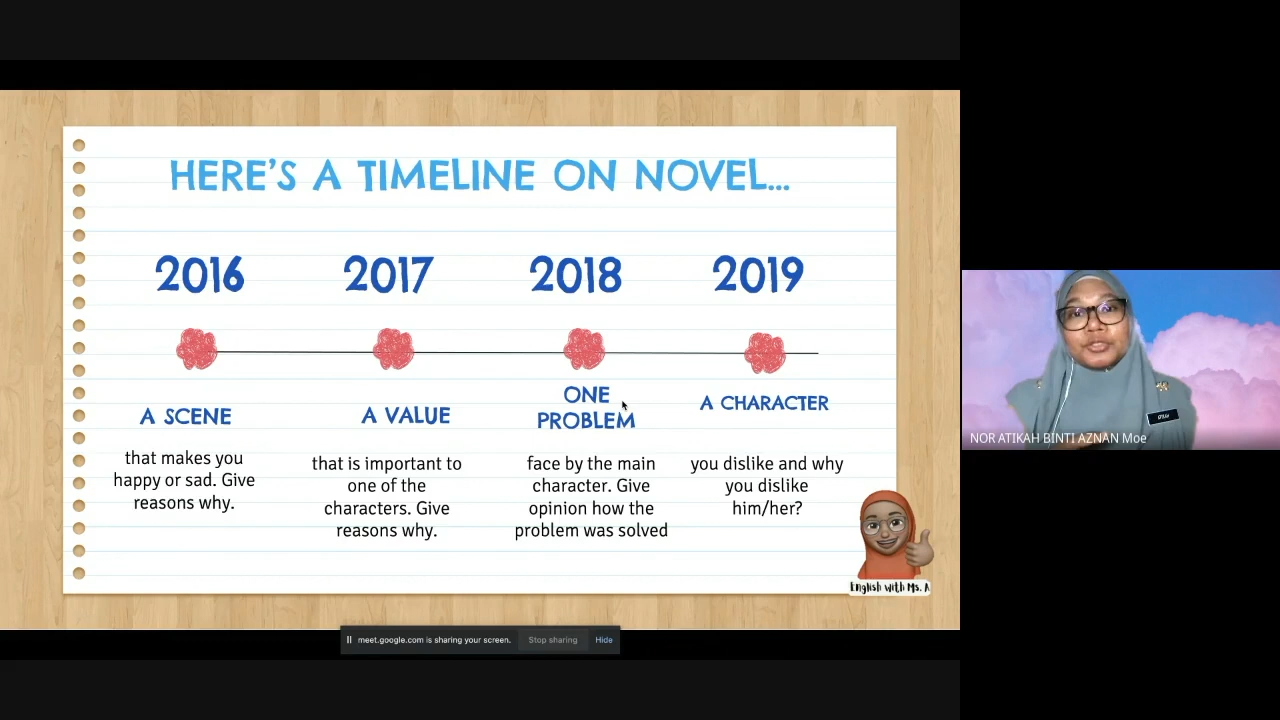 HERE'S A TIMELINE ON NOVEL...
2016
2017
2018
2019
A SCENE
that makes you
happy or sad. Give
reasons why.
A VALUE
that is important to
one of the
characters. Give
reasons why.
ONE
PROBLEM
face by the main
character. Give
opinion how the
problem was solved
A CHARACTER
you dislike and why
you dislike
him/her?
English with Ms. A
NOR ATIKAH BINTI AZNAN Moe
meet.google.com is sharing your screen.
Stop sharing
Hide